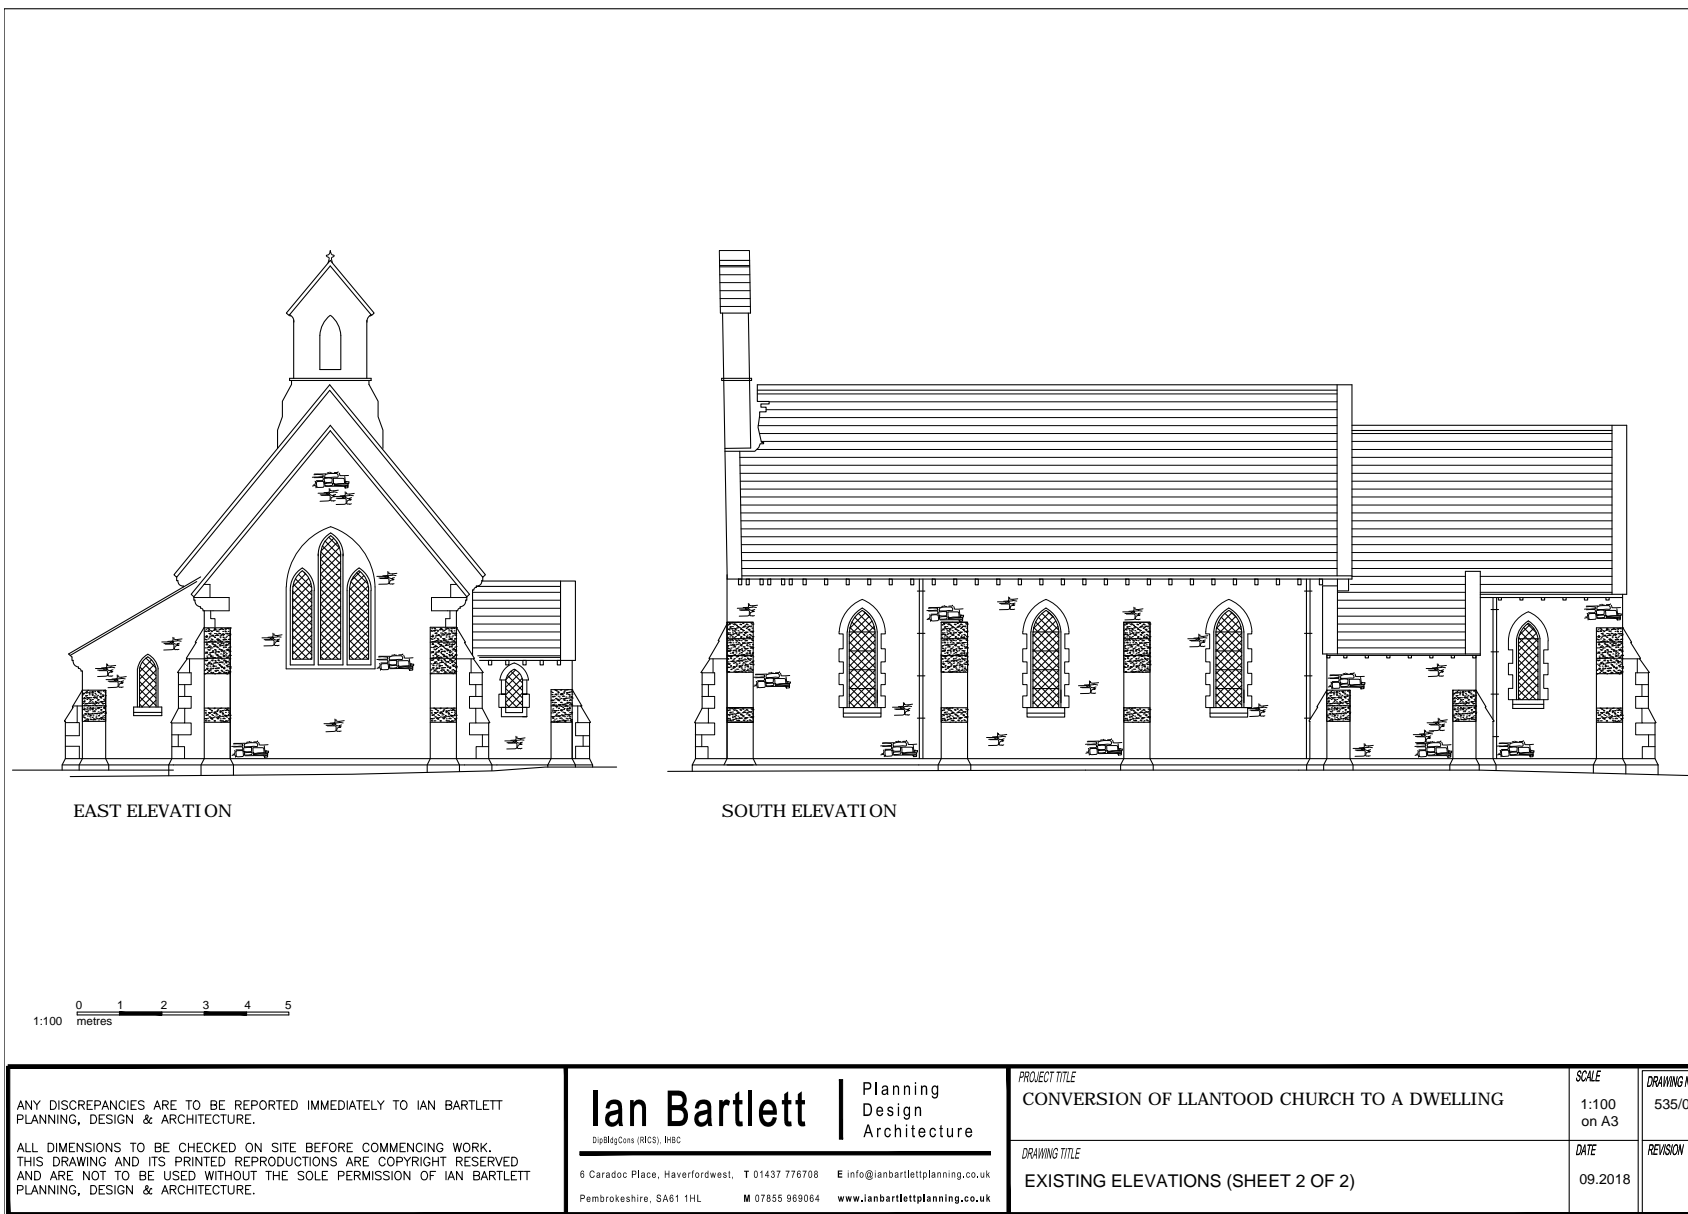 EAST ELEVATION
SOUTH ELEVATION
0 1 2 3 4 5
1:100 metres
ANY DISCREPANCIES ARE TO BE REPORTED IMMEDIATELY TO IAN BARTLETT
PLANNING, DESIGN & ARCHITECTURE.
ALL DIMENSIONS TO BE CHECKED ON SITE BEFORE COMMENCING WORK.
THIS DRAWING AND ITS PRINTED REPRODUCTIONS ARE COPYRIGHT RESERVED
AND ARE NOT TO BE USED WITHOUT THE SOLE PERMISSION OF IAN BARTLETT
PLANNING, DESIGN & ARCHITECTURE.
Ian Bartlett
DipBldgCons (RICS), IHBC
Planning
Design
Architecture
6 Caradoc Place, Haverfordwest, T 01437 776708 E info@ianbartlettplanning.co.uk
Pembrokeshire, SA61 1HL M 07855 969064 www.ianbartlettplanning.co.uk
PROJECT TITLE
CONVERSION OF LLANTOOD CHURCH TO A DWELLING
DRAWING TITLE
EXISTING ELEVATIONS (SHEET 2 OF 2)
SCALE
1:100
on A3
DATE
09.2018
DRAWING N
535/0
REVISION